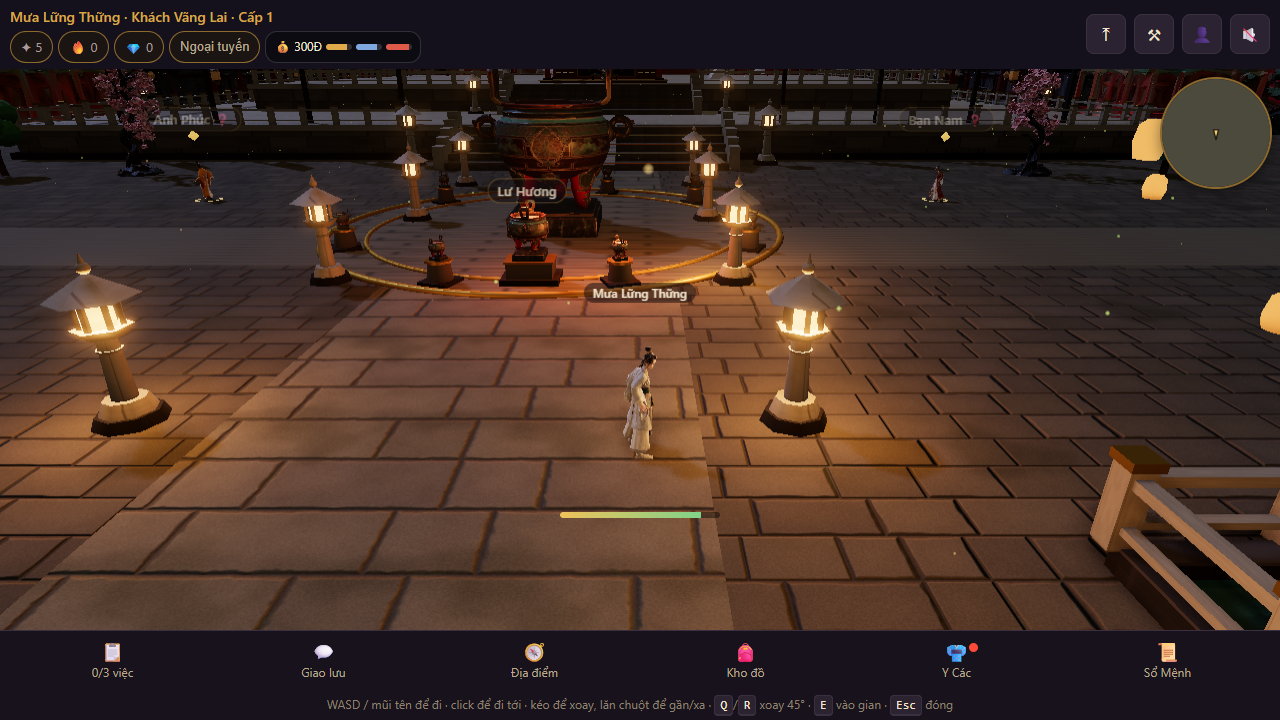 Mưa Lững Thững · Khách Vãng Lai · Cấp 1
5
0
0
Ngoại tuyến
300Đ
Anh Phúc
Bạn Nam
Lư Hương
Mưa Lững Thững
0/3 việc
Giao lưu
Địa điểm
Kho đồ
Y Các
Sổ Mệnh
WASD / mũi tên để đi · click để đi tới · kéo để xoay, lăn chuột để gần/xa · Q / R xoay 45° · E vào gian · Esc đóng